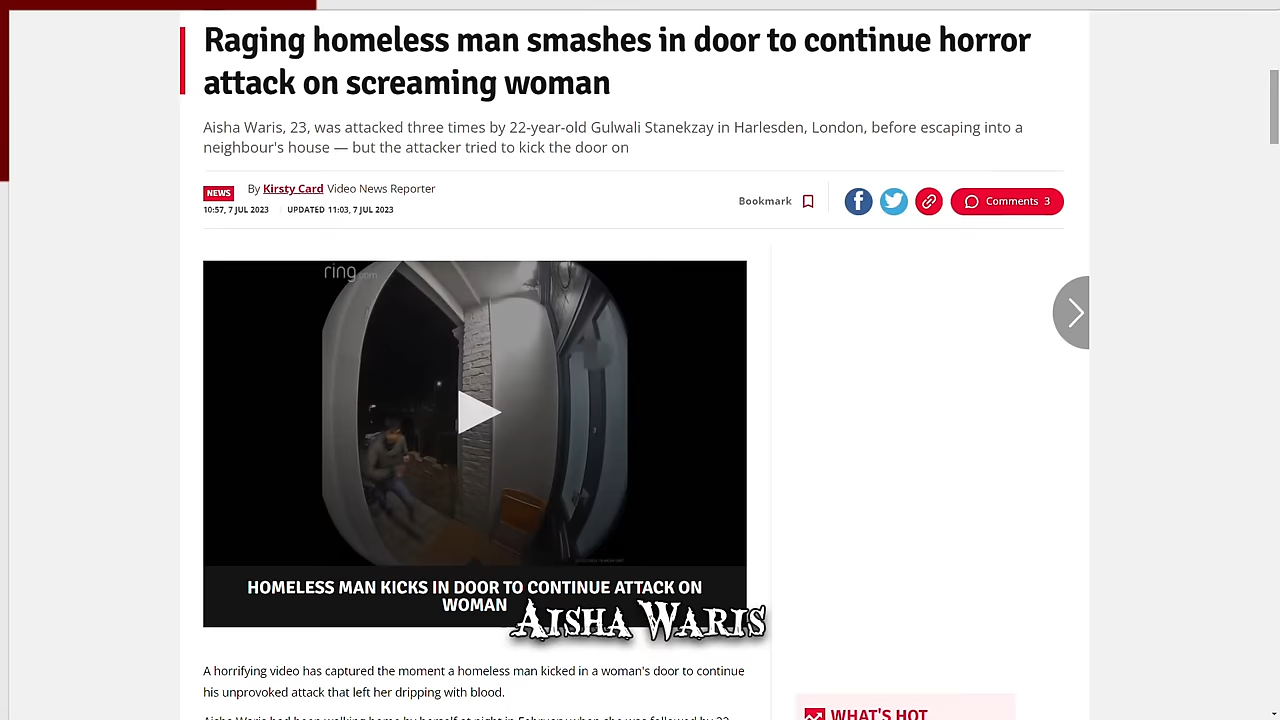 Raging homeless man smashes in door to continue horror
attack on screaming woman
Aisha Waris, 23, was attacked three times by 22-year-old Gulwali Stanekzay in Harlesden, London, before escaping into a
neighbour's house — but the attacker tried to kick the door on
NEWS
By Kirsty Card Video News Reporter
10:57, 7 JUL 2023 UPDATED 11:03, 7 JUL 2023
Bookmark
Comments 3
ring.com
HOMELESS MAN KICKS IN DOOR TO CONTINUE ATTACK ON
WOMAN
AISHA WARIS
A horrifying video has captured the moment a homeless man kicked in a woman's door to continue
his unprovoked attack that left her dripping with blood.
WHAT'S HOT